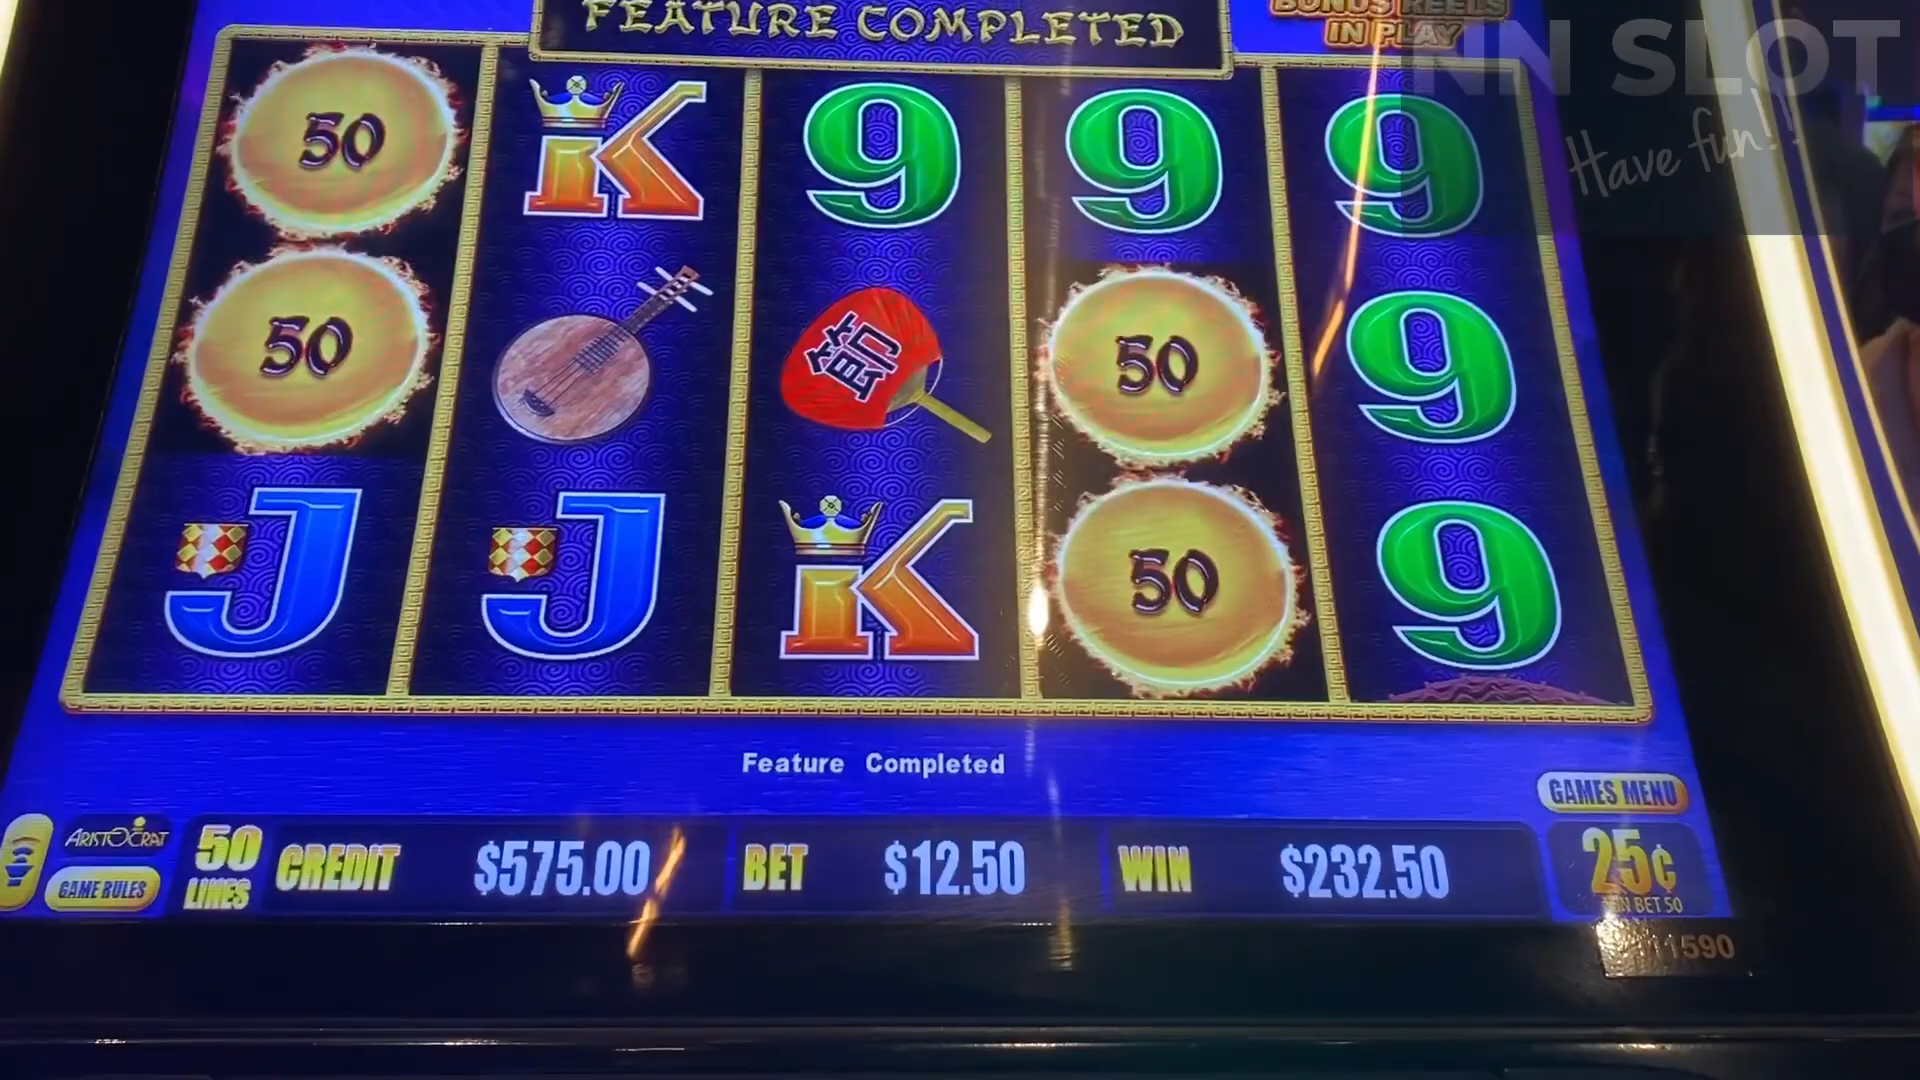 FEATURE COMPLETED
BONUS REELS
IN PLAY
NN SLOT
Have fun!!
50
K
9
9
9
50
50
9
J
J
K
50
9
Feature Completed
GAMES MENU
ARISTOCRAT
GAME RULES
50
LINES
CREDIT
$575.00
BET
$12.50
WIN
$232.50
25¢
BET 50
1590